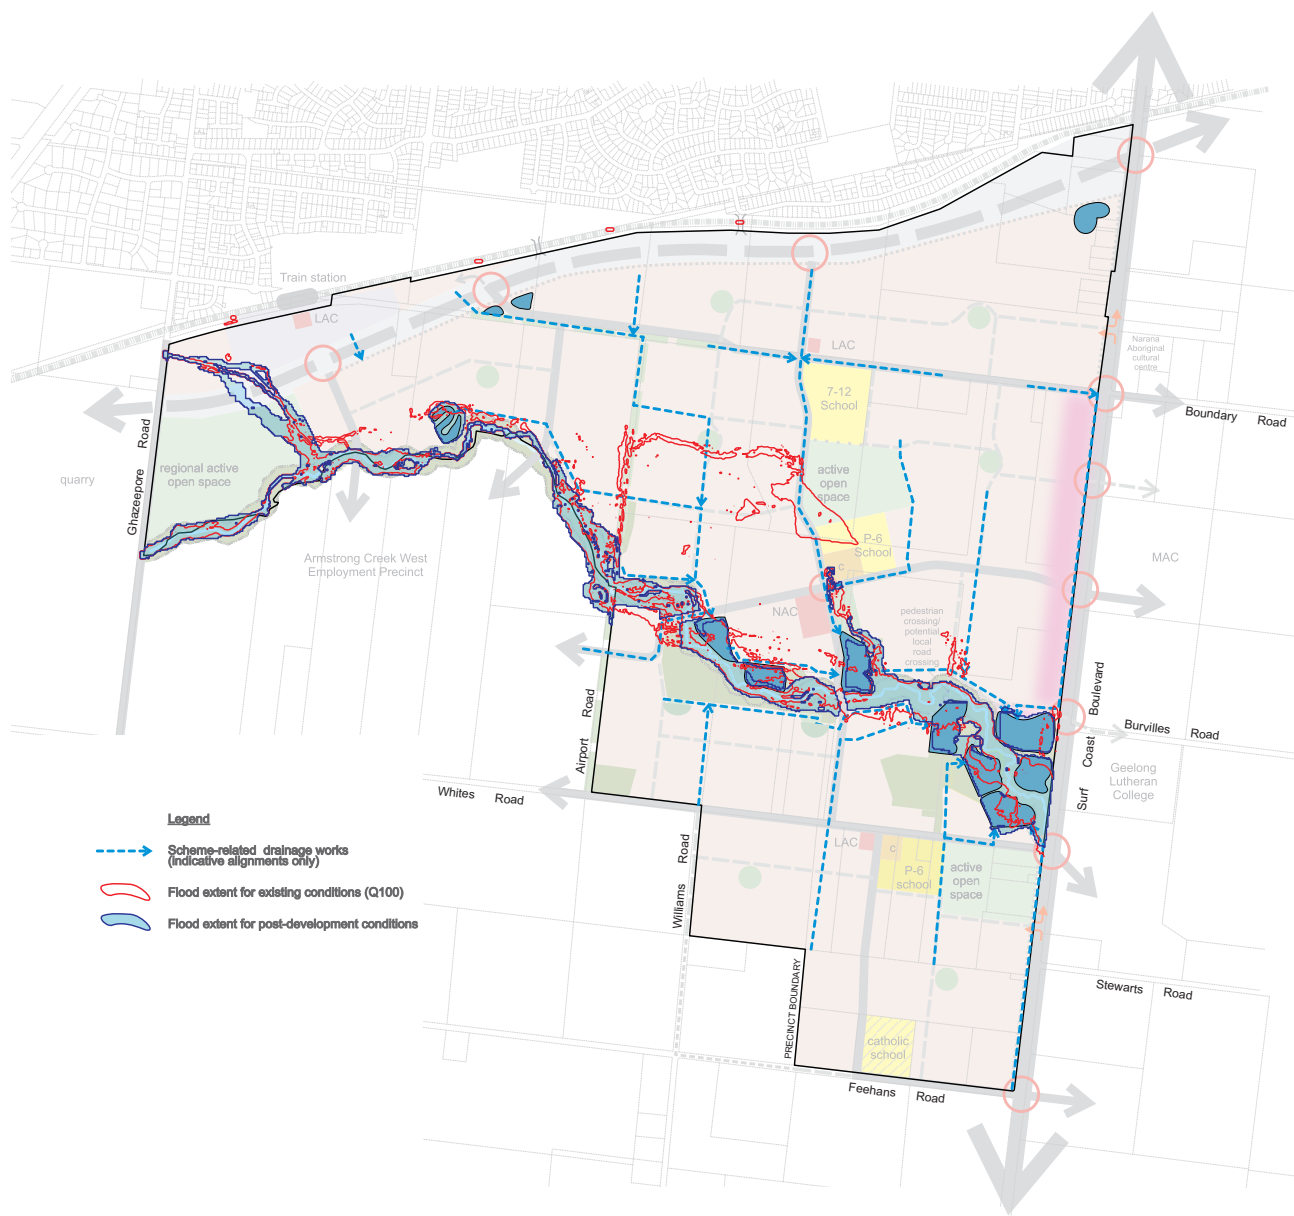 Train station
LAC
Narana
Aboriginal
cultural
centre
LAC
7-12
School
Boundary Road
Ghazeepore Road
quarry
regional active
open space
active
open
space
P-6
School
C
Armstrong Creek West
Employment Precinct
MAC
NAC
pedestrian
crossing/
potential
local
road
crossing
Airport Road
Surf Coast Boulevard
Burvilles Road
Geelong
Lutheran
College
Whites Road
Legend
Scheme-related drainage works
(indicative alignments only)
Flood extent for existing conditions (Q100)
Flood extent for post-development conditions
Williams Road
LAC
C
P-6
school
active
open
space
PRECINCT BOUNDARY
Stewarts Road
catholic
school
Feehans Road